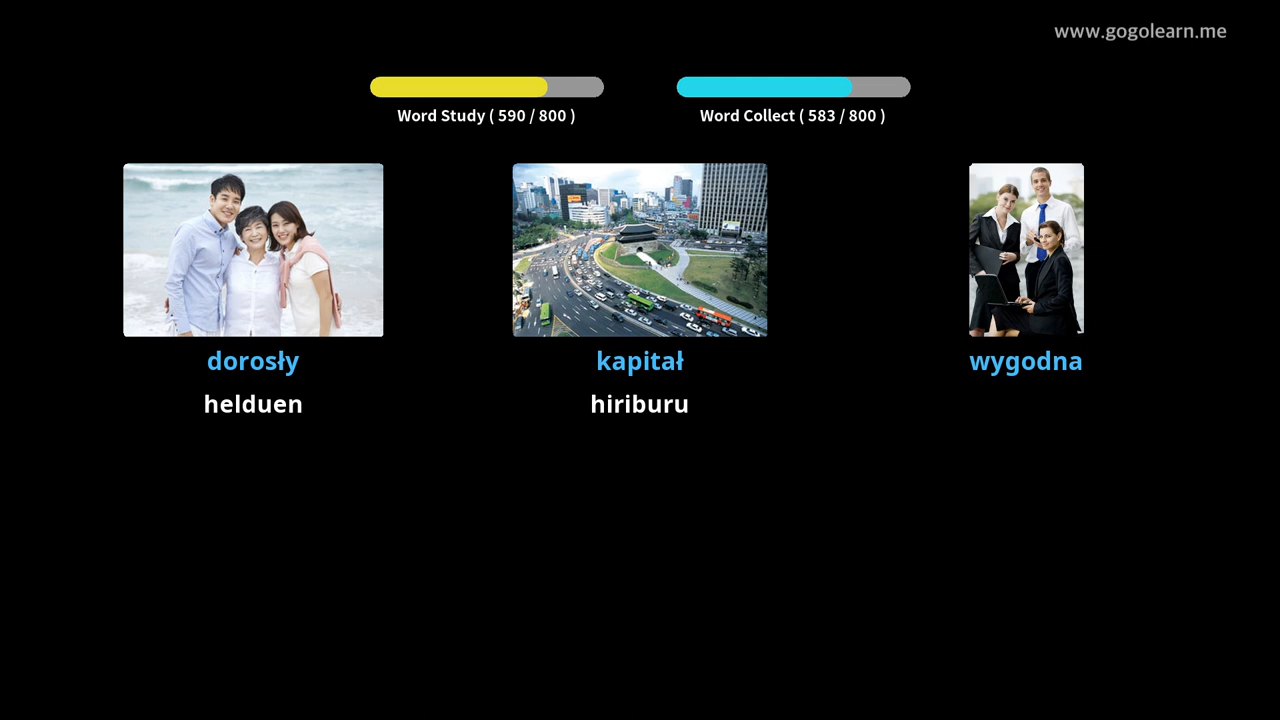 www.gogolearn.me
Word Study ( 590 / 800 )
Word Collect ( 583 / 800 )
dorosły
kapitał
wygodna
helduen
hiriburu